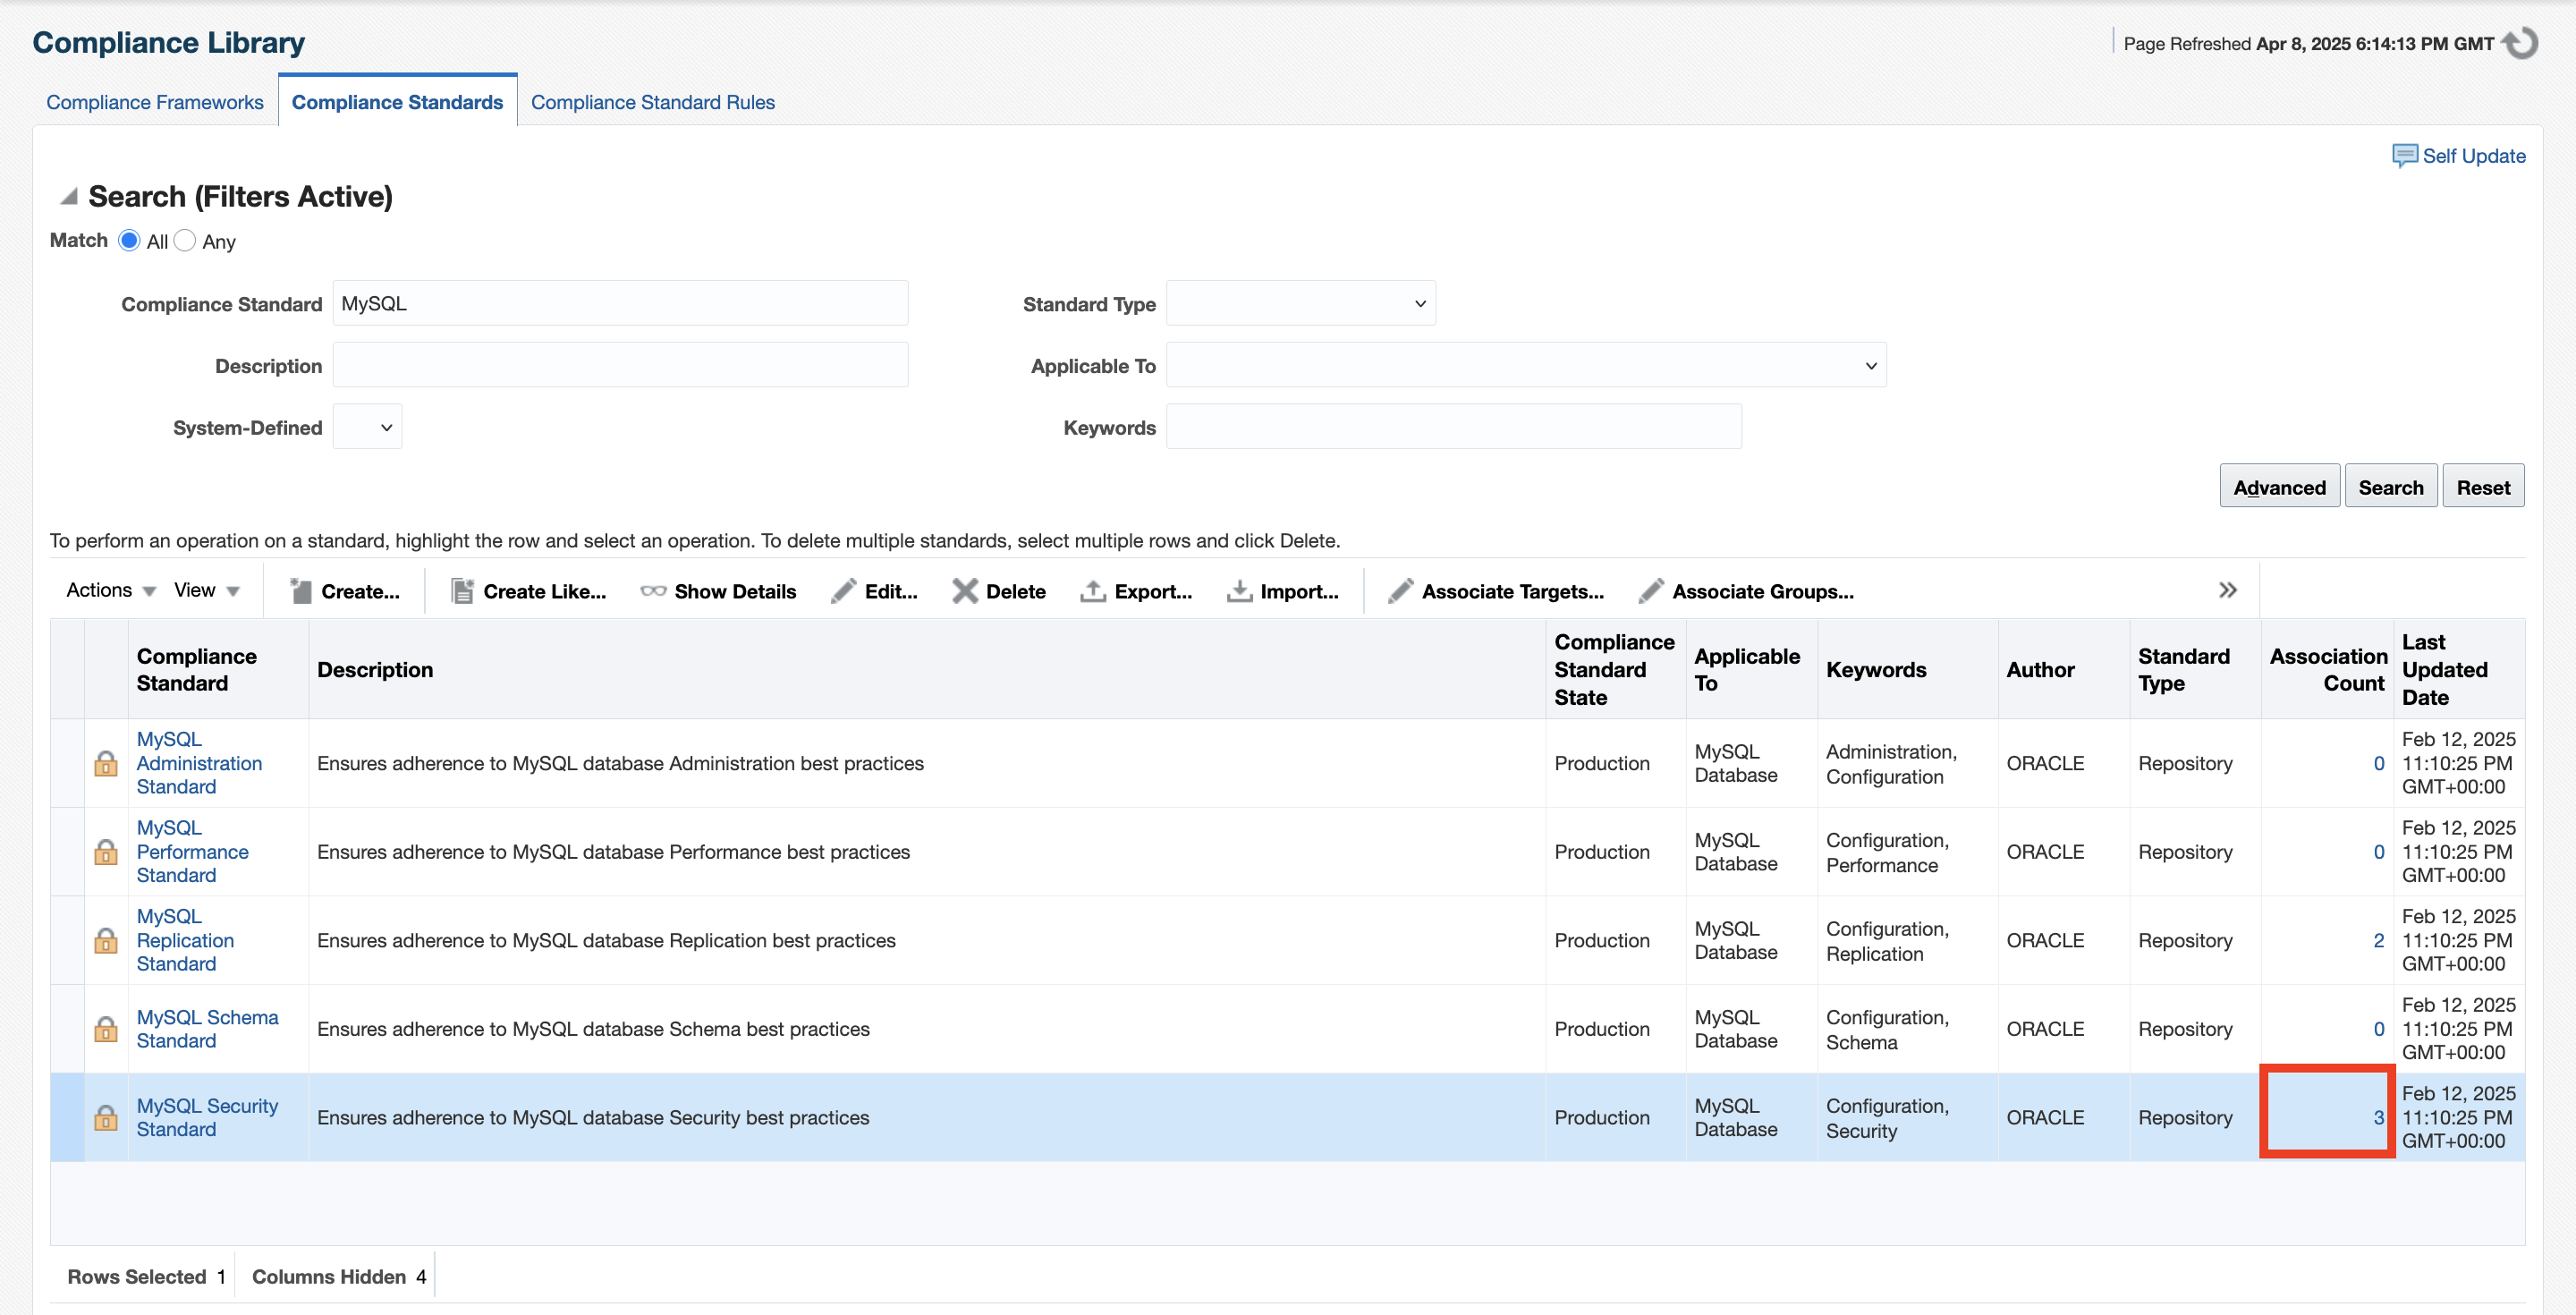 Compliance Library
Page Refreshed Apr 8, 2025 6:14:13 PM GMT
Compliance Frameworks
Compliance Standards
Compliance Standard Rules
Self Update
Search (Filters Active)
Match All Any
Compliance Standard MySQL
Standard Type
Description
Applicable To
System-Defined
Keywords
Advanced Search Reset
To perform an operation on a standard, highlight the row and select an operation. To delete multiple standards, select multiple rows and click Delete.
Actions View Create... Create Like... Show Details Edit... Delete Export... Import... Associate Targets... Associate Groups... »
Compliance
Standard
Description
Compliance
Standard
State
Applicable
To
Keywords
Author
Standard
Type
Association
Count
Last
Updated
Date
MySQL
Administration
Standard
Ensures adherence to MySQL database Administration best practices
Production
MySQL
Database
Administration,
Configuration
ORACLE
Repository
0
Feb 12, 2025
11:10:25 PM
GMT+00:00
MySQL
Performance
Standard
Ensures adherence to MySQL database Performance best practices
Production
MySQL
Database
Configuration,
Performance
ORACLE
Repository
0
Feb 12, 2025
11:10:25 PM
GMT+00:00
MySQL
Replication
Standard
Ensures adherence to MySQL database Replication best practices
Production
MySQL
Database
Configuration,
Replication
ORACLE
Repository
2
Feb 12, 2025
11:10:25 PM
GMT+00:00
MySQL Schema
Standard
Ensures adherence to MySQL database Schema best practices
Production
MySQL
Database
Configuration,
Schema
ORACLE
Repository
0
Feb 12, 2025
11:10:25 PM
GMT+00:00
MySQL Security
Standard
Ensures adherence to MySQL database Security best practices
Production
MySQL
Database
Configuration,
Security
ORACLE
Repository
3
Feb 12, 2025
11:10:25 PM
GMT+00:00
Rows Selected 1 Columns Hidden 4